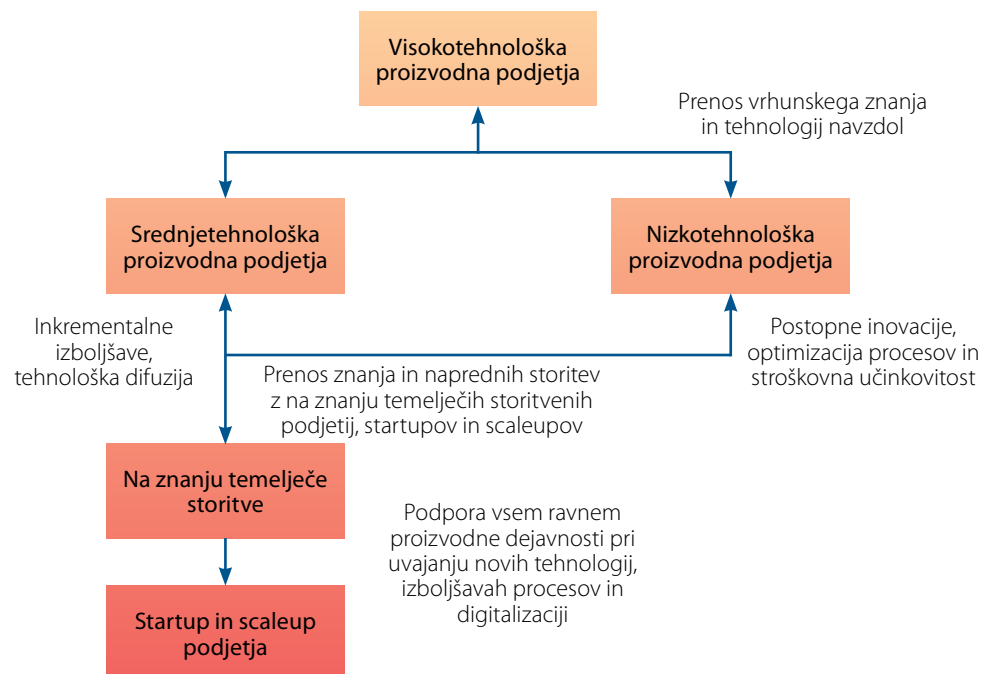 Visokotehnološka
proizvodna podjetja
Prenos vrhunskega znanja
in tehnologij navzdol
Srednjetehnološka
proizvodna podjetja
Nizkotehnološka
proizvodna podjetja
Inkrementalne
izboljšave,
tehnološka difuzija
Prenos znanja in naprednih storitev
z na znanju temelječih storitvenih
podjetij, startupov in scaleupov
Postopne inovacije,
optimizacija procesov in
stroškovna učinkovitost
Na znanju temelječe
storitve
Podpora vsem ravnem
proizvodne dejavnosti pri
uvajanju novih tehnologij,
izboljšavah procesov in
digitalizaciji
Startup in scaleup
podjetja